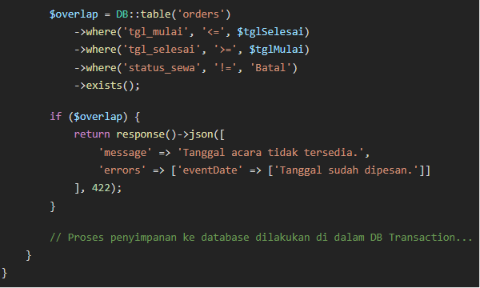 $overlap = DB::table('orders')
->where('tgl_mulai', '<=', $tglSelesai)
->where('tgl_selesai', '>=', $tglMulai)
->where('status_sewa', '!=', 'Batal')
->exists();
if ($overlap) {
return response()->json([
'message' => 'Tanggal acara tidak tersedia.',
'errors' => ['eventDate' => ['Tanggal sudah dipesan.']]
], 422);
}
// Proses penyimpanan ke database dilakukan di dalam DB Transaction...
}
}